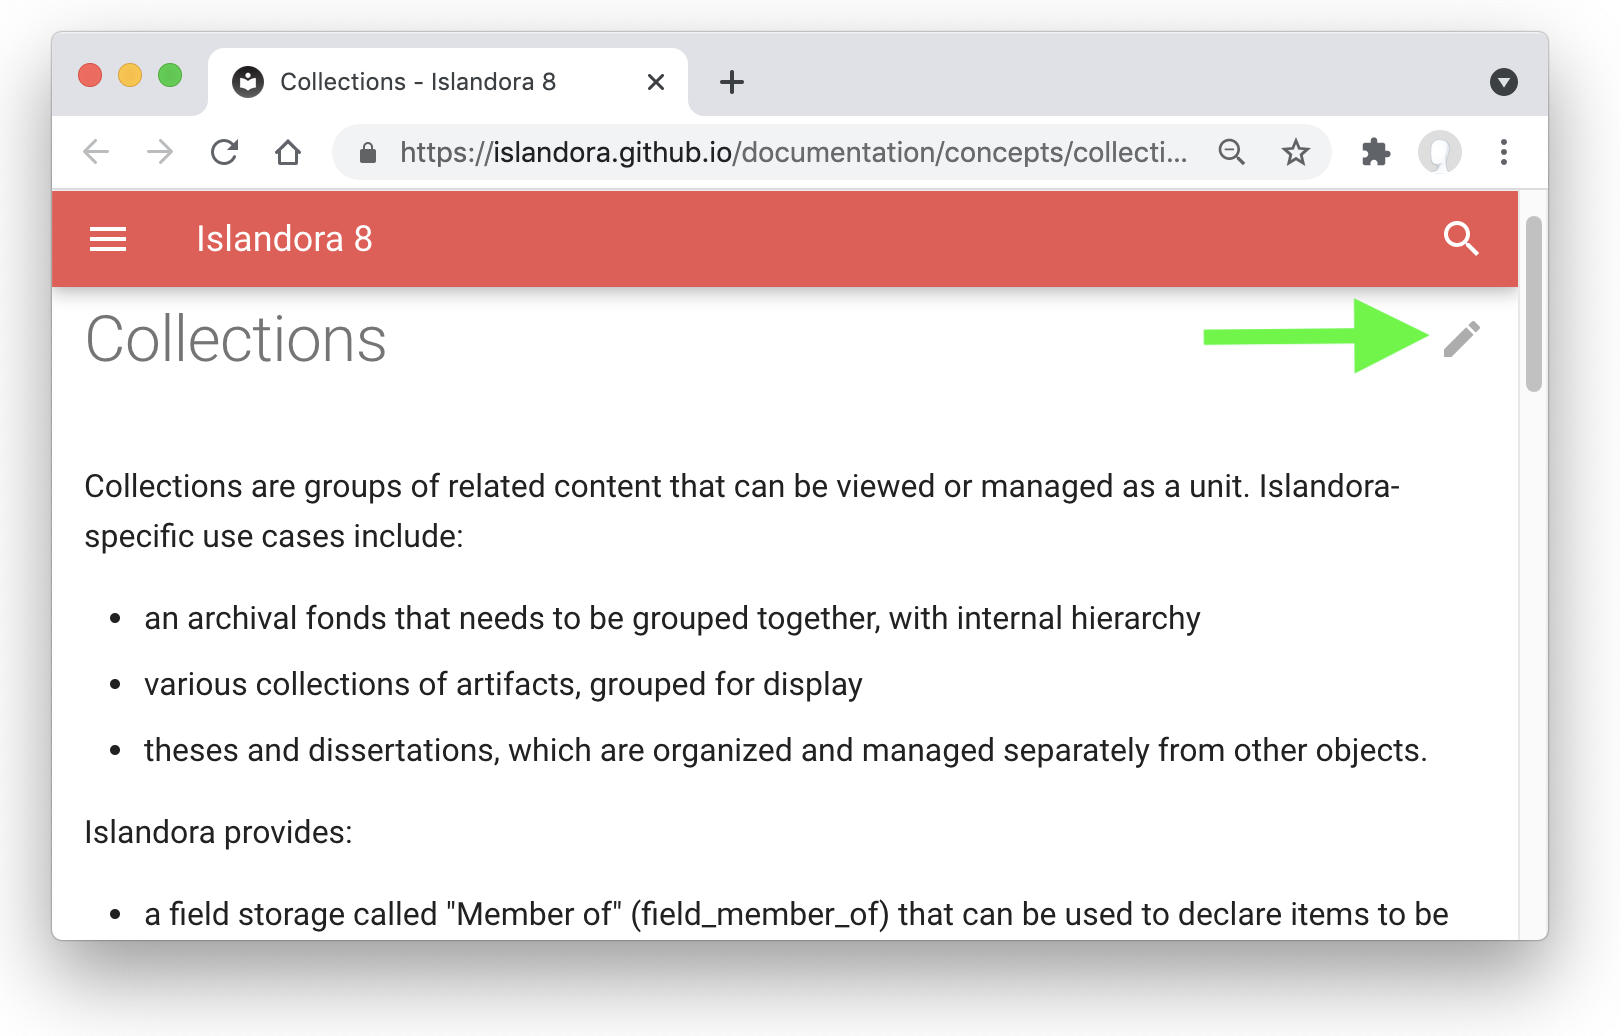 Collections - Islandora 8
https://islandora.github.io/documentation/concepts/collecti...
Islandora 8
Collections
Collections are groups of related content that can be viewed or managed as a unit. Islandora-
specific use cases include:
• an archival fonds that needs to be grouped together, with internal hierarchy
• various collections of artifacts, grouped for display
• theses and dissertations, which are organized and managed separately from other objects.
Islandora provides:
• a field storage called "Member of" (field_member_of) that can be used to declare items to be